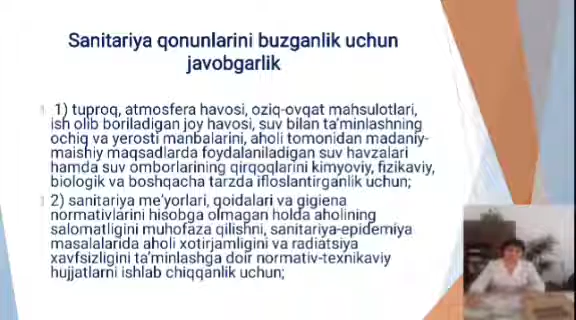 Sanitariya qonunlarini buzganlik uchun
javobgarlik
1) tuproq, atmosfera havosi, oziq-ovqat mahsulotlari,
ish olib boriladigan joy havosi, suv bilan ta’minlashning
ochiq va yerosti manbalarini, aholi tomonidan madaniy-
maishiy maqsadlarda foydalaniladigan suv havzalari
hamda suv omborlarining qirqoqlarini kimyoviy, fizikaviy,
biologik va boshqacha tarzda ifloslantirganlik uchun;
2) sanitariya me’yorlari, qoidalari va gigiena
normativlarini hisobga olmagan holda aholining
salomatligini muhofaza qilishni, sanitariya-epidemiya
masalalarida aholi xotirjamligini va radiatsiya
xavfsizligini ta’minlashga doir normativ-texnikaviy
hujjatlarni ishlab chiqqanlik uchun;